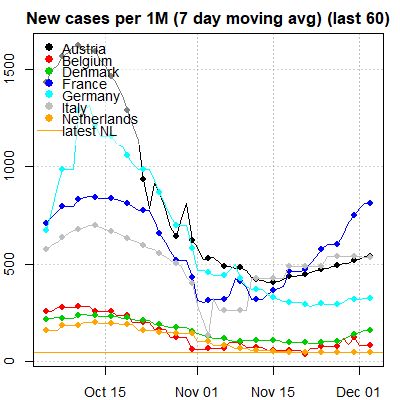 New cases per 1M (7 day moving avg) (last 60)
Austria
Belgium
Denmark
France
Germany
Italy
Netherlands
latest NL
1500
1000
500
0
Oct 15
Nov 01
Nov 15
Dec 01